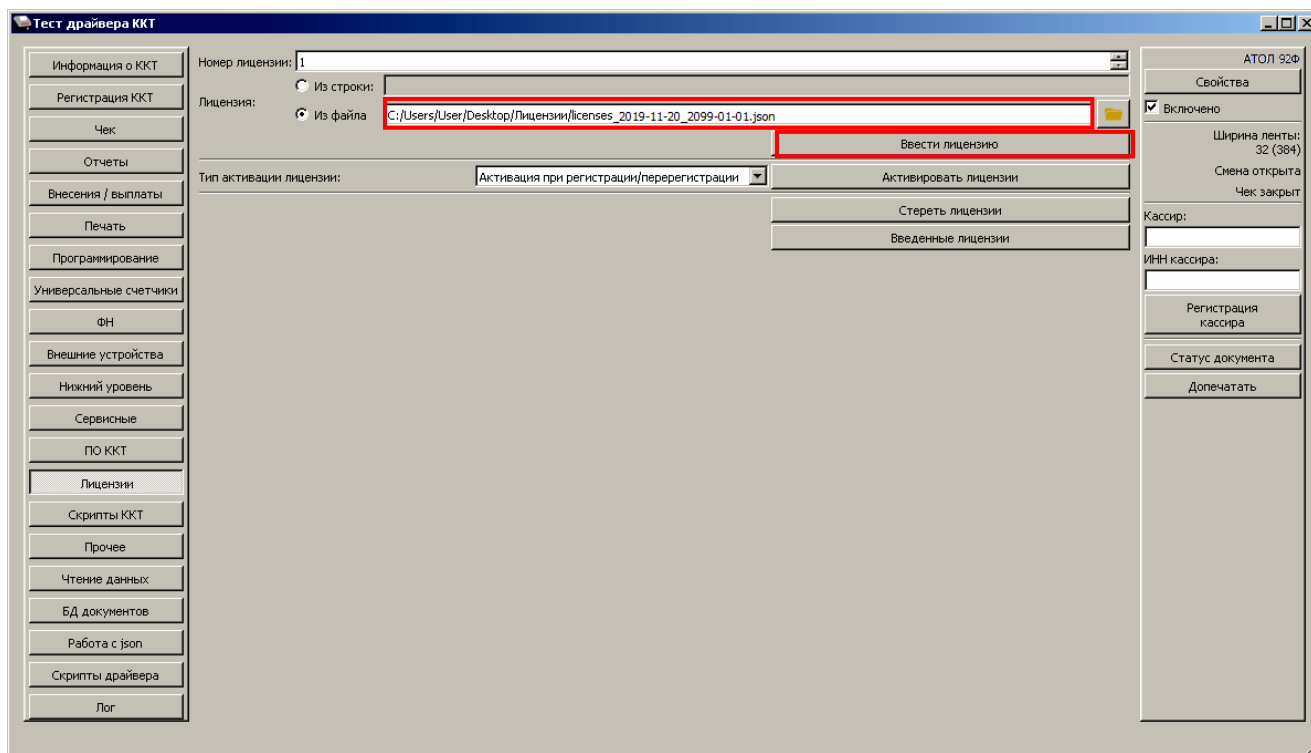 Тест драйвера ККТ
Информация о ККТ
Регистрация ККТ
Чек
Отчеты
Внесения / выплаты
Печать
Программирование
Универсальные счетчики
ФН
Внешние устройства
Нижний уровень
Сервисные
ПО ККТ
Лицензии
Скрипты ККТ
Прочее
Чтение данных
БД документов
Работа с json
Скрипты драйвера
Лог
Номер лицензии: 1
Лицензия:
Из строки:
Из файла C:/Users/User/Desktop/Лицензии/licenses_2019-11-20_2099-01-01.json
Ввести лицензию
Тип активации лицензии: Активация при регистрации/перерегистрации Активировать лицензии
Стереть лицензии
Введенные лицензии
АТОЛ 92Ф
Свойства
Включено
Ширина ленты:
32 (384)
Смена открыта
Чек закрыт
Кассир:
ИНН кассира:
Регистрация
кассира
Статус документа
Допечатать